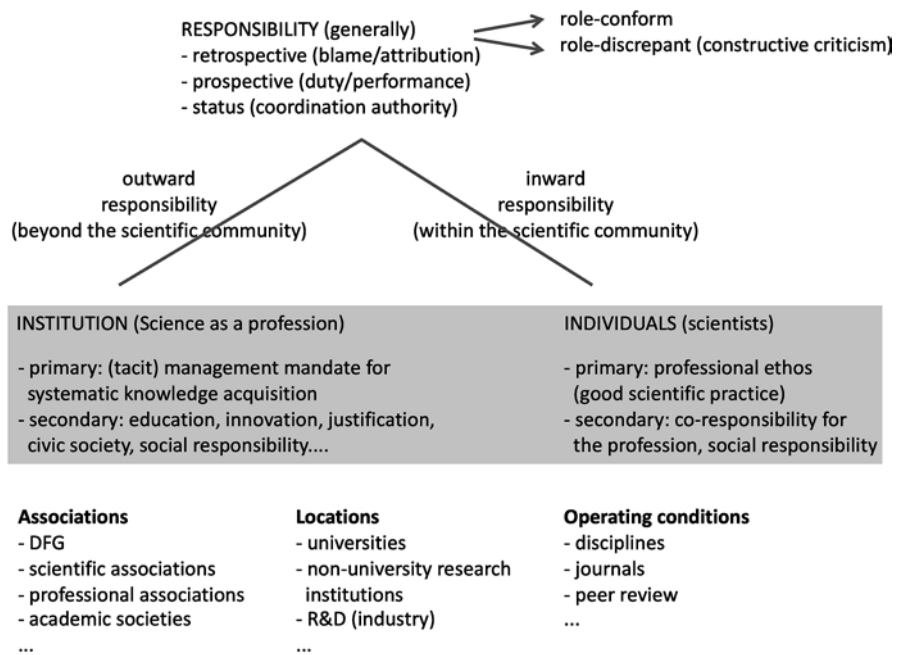 RESPONSIBILITY (generally)
- retrospective (blame/attribution)
- prospective (duty/performance)
- status (coordination authority)
role-conform
role-discrepant (constructive criticism)
outward
responsibility
(beyond the scientific community)
inward
responsibility
(within the scientific community)
INSTITUTION (Science as a profession)
- primary: (tacit) management mandate for
systematic knowledge acquisition
- secondary: education, innovation, justification,
civic society, social responsibility....
INDIVIDUALS (scientists)
- primary: professional ethos
(good scientific practice)
- secondary: co-responsibility for
the profession, social responsibility
Associations
- DFG
- scientific associations
- professional associations
- academic societies
...
Locations
- universities
- non-university research
institutions
- R&D (industry)
...
Operating conditions
- disciplines
- journals
- peer review
...